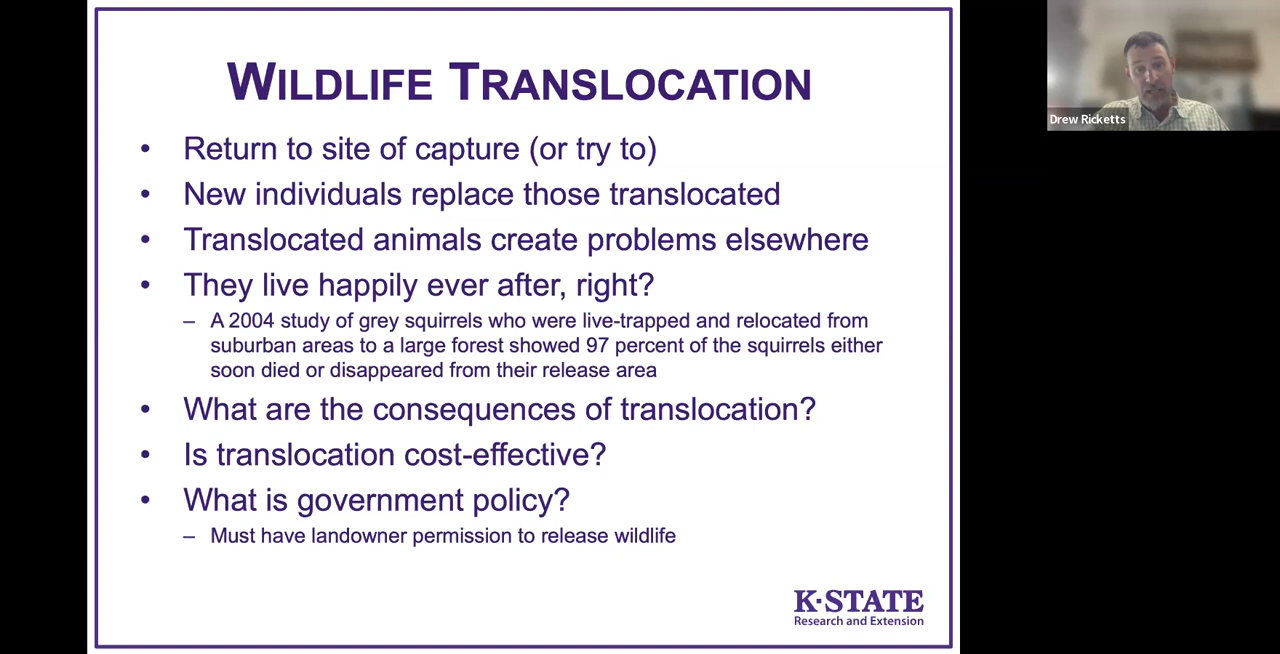 WILDLIFE TRANSLOCATION
• Return to site of capture (or try to)
• New individuals replace those translocated
• Translocated animals create problems elsewhere
• They live happily ever after, right?
– A 2004 study of grey squirrels who were live-trapped and relocated from
suburban areas to a large forest showed 97 percent of the squirrels either
soon died or disappeared from their release area
• What are the consequences of translocation?
• Is translocation cost-effective?
• What is government policy?
– Must have landowner permission to release wildlife
K·STATE
Research and Extension
Drew Ricketts